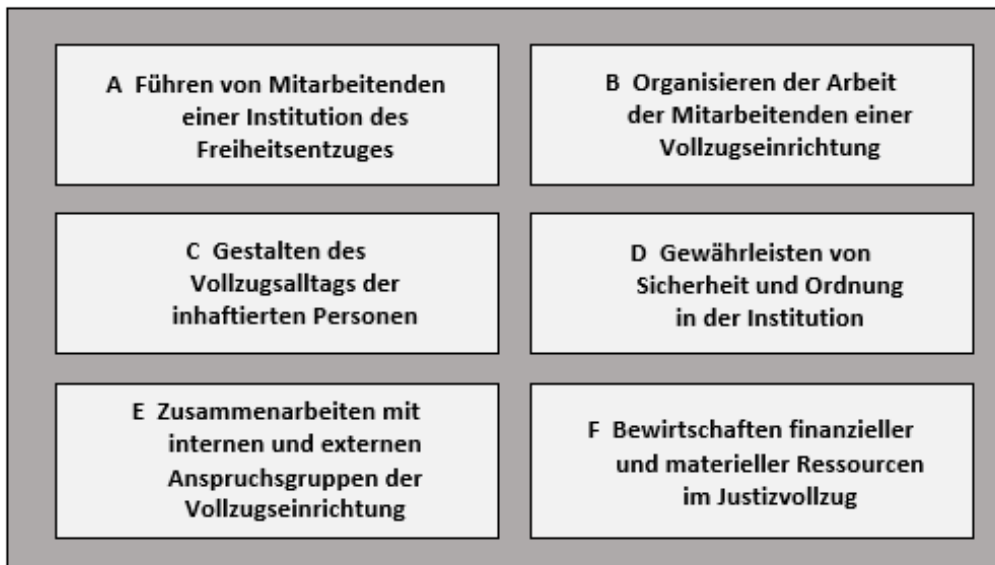 A Führen von Mitarbeitenden
einer Institution des
Freiheitsentzuges
B Organisieren der Arbeit
der Mitarbeitenden einer
Vollzugseinrichtung
C Gestalten des
Vollzugsalltags der
inhaftierten Personen
D Gewährleisten von
Sicherheit und Ordnung
in der Institution
E Zusammenarbeiten mit
internen und externen
Anspruchsgruppen der
Vollzugseinrichtung
F Bewirtschaften finanzieller
und materieller Ressourcen
im Justizvollzug